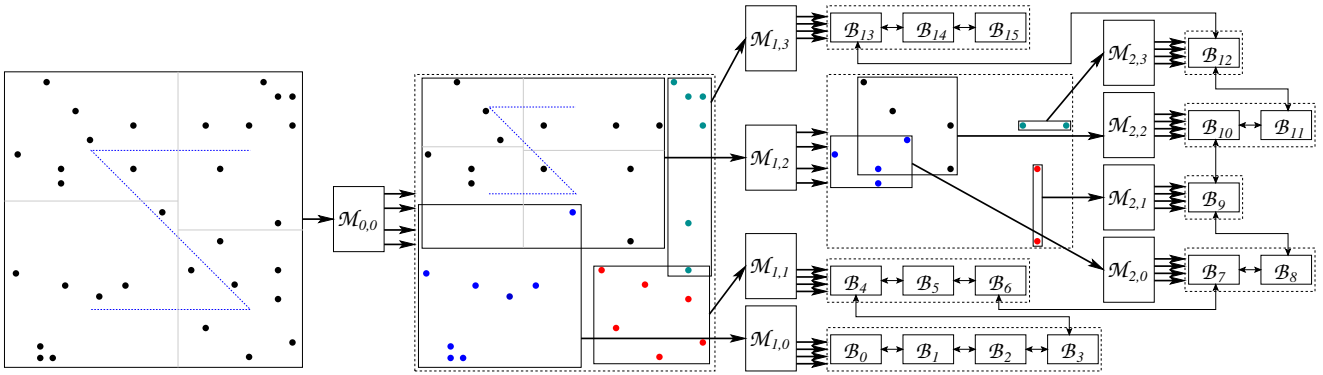 M1,3 B13 B14 B15
M2,3 B12
M2,2 B10 B11
M1,2
M0,0
M2,1 B9
M1,1 B4 B5 B6
M2,0 B7 B8
M1,0 B0 B1 B2 B3